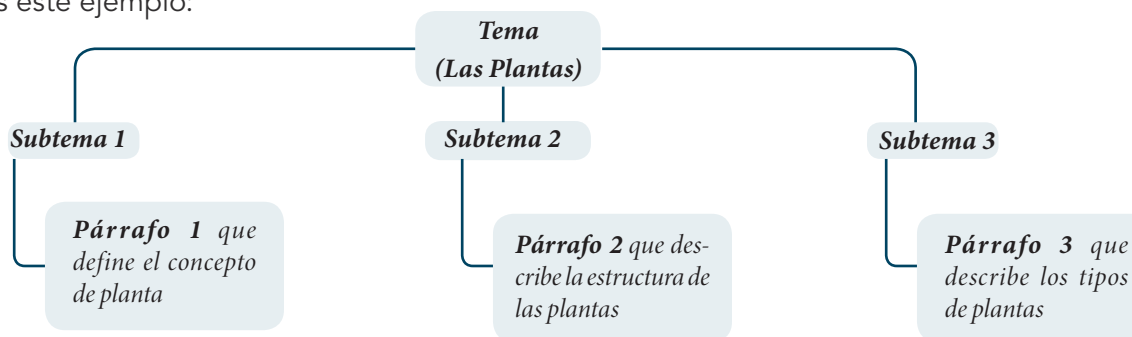 s este ejemplo:
Tema
(Las Plantas)
Subtema 1
Subtema 2
Subtema 3
Párrafo 1 que
define el concepto
de planta
Párrafo 2 que des-
cribe la estructura de
las plantas
Párrafo 3 que
describe los tipos
de plantas